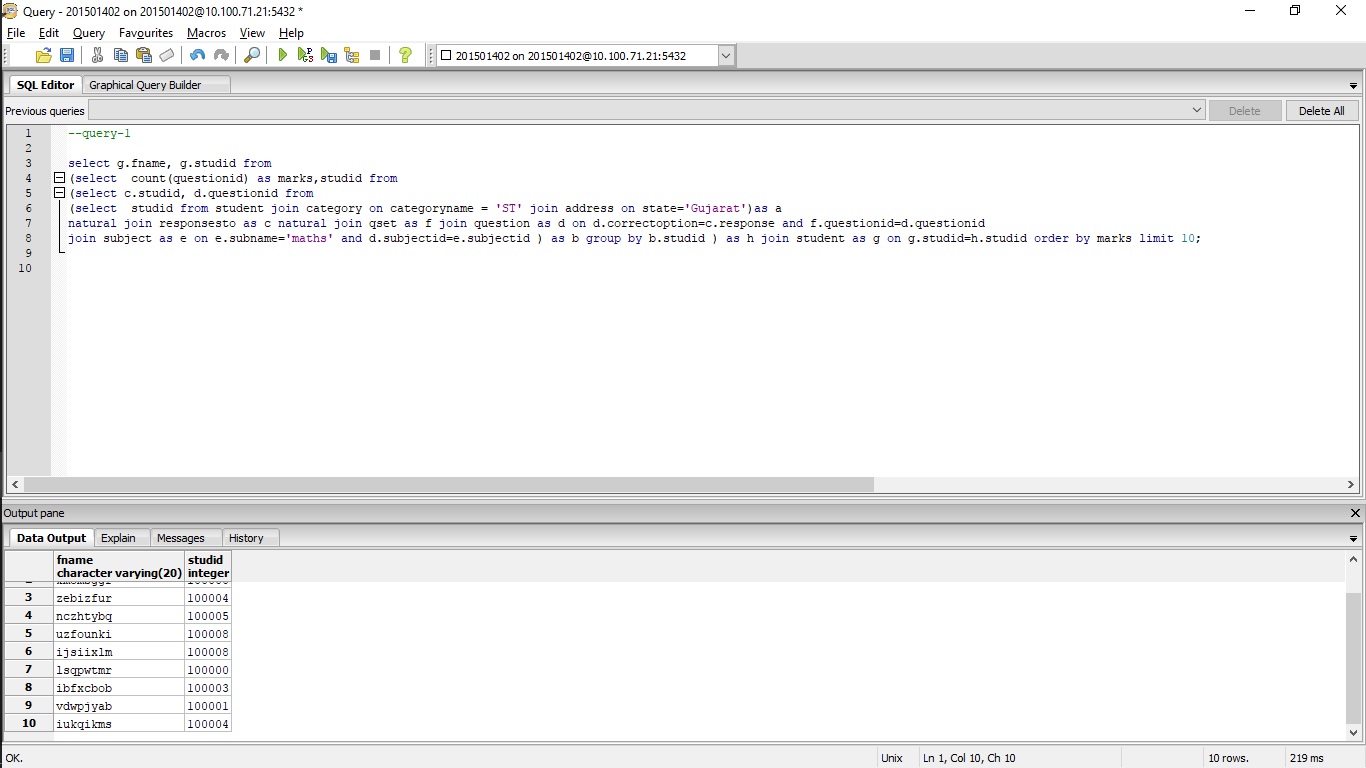 Query - 201501402 on 201501402@10.100.71.21:5432 *
File Edit Query Favourites Macros View Help
201501402 on 201501402@10.100.71.21:5432
SQL Editor Graphical Query Builder
Previous queries Delete Delete All
1 --query-1
2
3 select g.fname, g.studid from
4 (select count(questionid) as marks,studid from
5 (select c.studid, d.questionid from
6 (select studid from student join category on categoryname = 'ST' join address on state='Gujarat')as a
7 natural join responsesto as c natural join qset as f join question as d on d.correctoption=c.response and f.questionid=d.questionid
8 join subject as e on e.subname='maths' and d.subjectid=e.subjectid ) as b group by b.studid ) as h join student as g on g.studid=h.studid order by marks limit 10;
9
10
Output pane
Data Output Explain Messages History
fname studid
character varying(20) integer
3 zebizfur 100004
4 nczhtybq 100005
5 uzfounki 100008
6 ijsiixlm 100008
7 lsqpwtmr 100000
8 ibfxcbob 100003
9 vdwpjyab 100001
10 iukqikms 100004
OK. Unix Ln 1, Col 10, Ch 10 10 rows. 219 ms